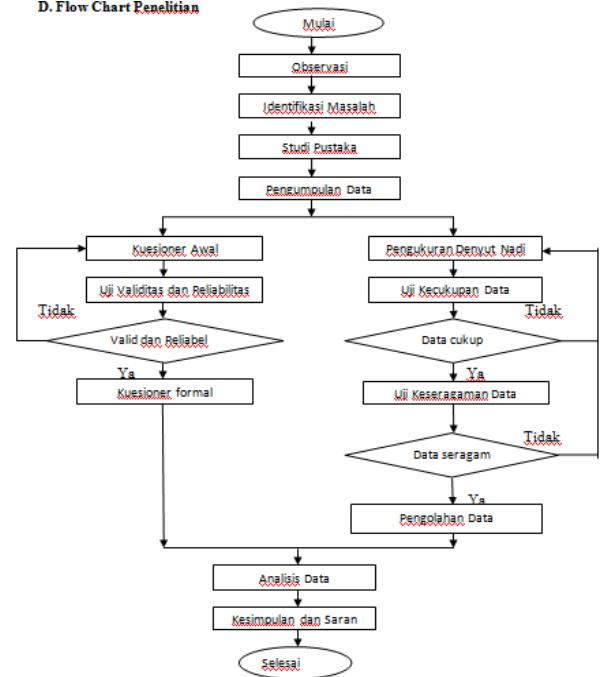 D. Flow Chart Penelitian
Mulai
Observasi
Identifikasi Masalah
Studi Pustaka
Pengumpulan Data
Kuesioner Awal
Pengukuran Denyut Nadi
Uji Validitas dan Reliabilitas
Uji Kecukupan Data
Tidak
Tidak
Valid dan Reliabel
Data cukup
Ya
Ya
Kuesioner formal
Uji Keseragaman Data
Tidak
Data seragam
Ya
Pengolahan Data
Analisis Data
Kesimpulan dan Saran
Selesai